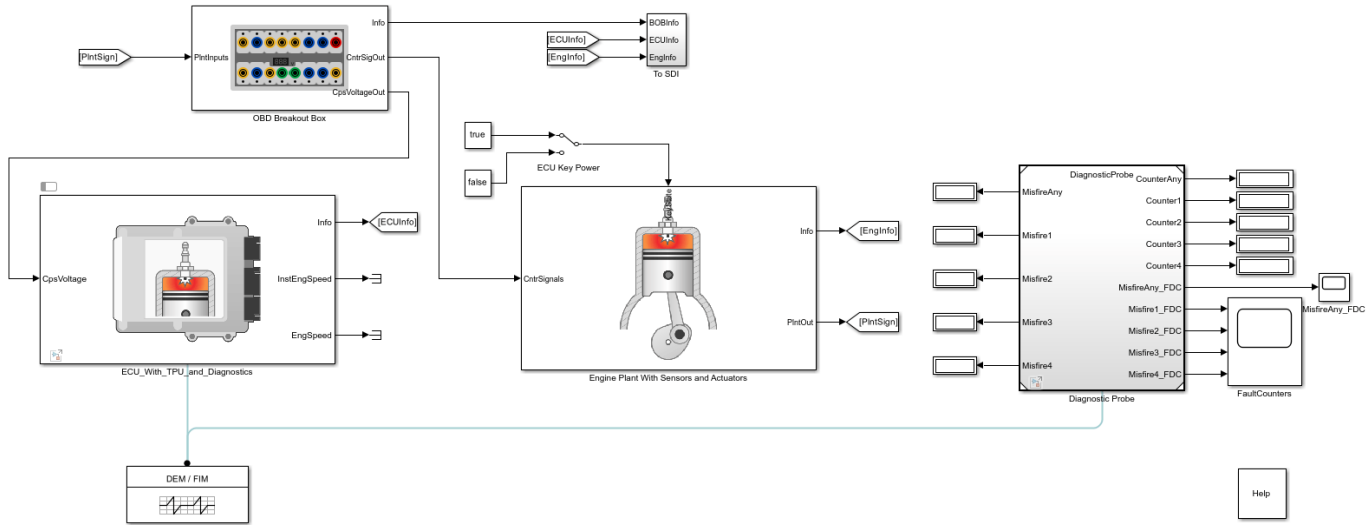 [PlntSign]
PlntInputs
Info
CntrSigOut
CpsVoltageOut
OBD Breakout Box
[ECUInfo]
[EngInfo]
BOBInfo
ECUInfo
EngInfo
To SDI
true
false
ECU Key Power
CpsVoltage
Info
InstEngSpeed
EngSpeed
[ECUInfo]
ECU_With_TPU_and_Diagnostics
CntrSignals
Info
PlntOut
[EngInfo]
[PlntSign]
Engine Plant With Sensors and Actuators
DiagnosticProbe
MisfireAny
Misfire1
Misfire2
Misfire3
Misfire4
CounterAny
Counter1
Counter2
Counter3
Counter4
MisfireAny_FDC
Misfire1_FDC
Misfire2_FDC
Misfire3_FDC
Misfire4_FDC
Diagnostic Probe
MisfireAny_FDC
FaultCounters
DEM / FIM
Help